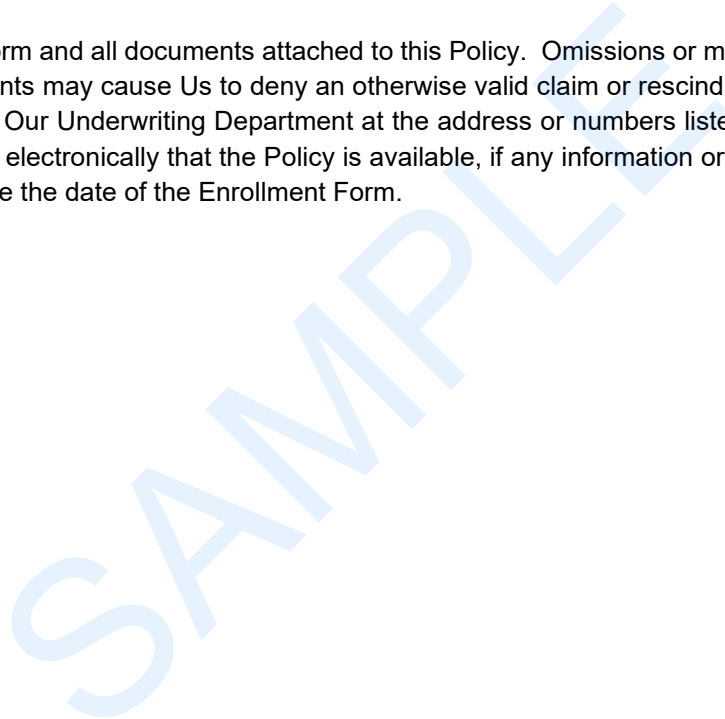 orm and all documents attached to this Policy.  Omissions or m
nts may cause Us to deny an otherwise valid claim or rescind
Our Underwriting Department at the address or numbers liste
electronically that the Policy is available, if any information or
e the date of the Enrollment Form.
SAMPLE